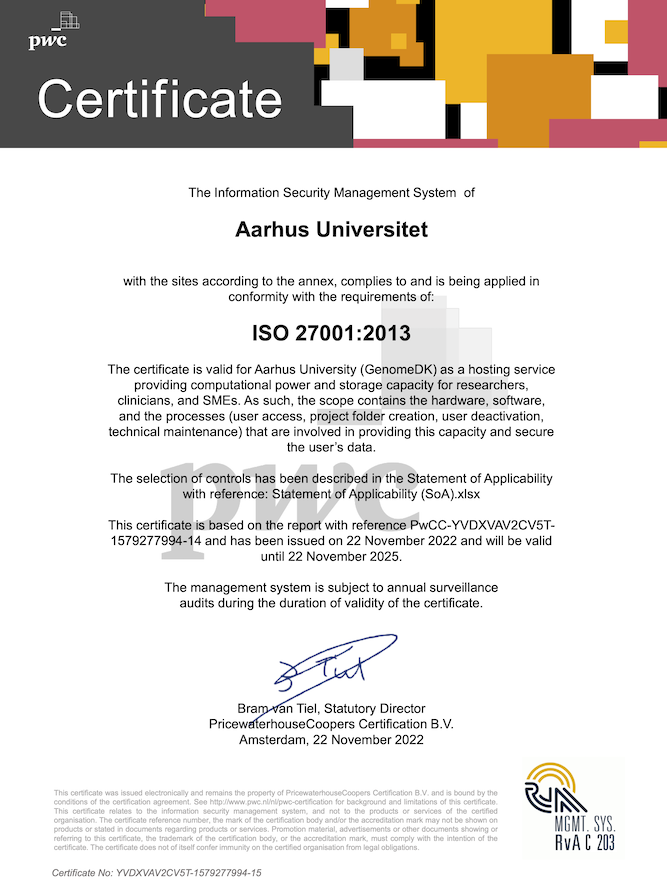 pwc
Certificate
The Information Security Management System of
Aarhus Universitet
with the sites according to the annex, complies to and is being applied in
conformity with the requirements of:
ISO 27001:2013
The certificate is valid for Aarhus University (GenomeDK) as a hosting service
providing computational power and storage capacity for researchers,
clinicians, and SMEs. As such, the scope contains the hardware, software,
and the processes (user access, project folder creation, user deactivation,
technical maintenance) that are involved in providing this capacity and secure
the user's data.
pwc
The selection of controls has been described in the Statement of Applicability
with reference: Statement of Applicability (SoA).xlsx
This certificate is based on the report with reference PwCC-YVDXVAV2CV5T-
1579277994-14 and has been issued on 22 November 2022 and will be valid
until 22 November 2025.
The management system is subject to annual surveillance
audits during the duration of validity of the certificate.
Bram van Tiel, Statutory Director
PricewaterhouseCoopers Certification B.V.
Amsterdam, 22 November 2022
This certificate was issued electronically and remains the property of PricewaterhouseCoopers Certification B.V. and is bound by the
conditions of the certification agreement. See http://www.pwc.nl/nl/pwc-certification for background and limitations of this certificate.
This certificate relates to the information security management system, and not to the products or services of the certified
organisation. The certificate reference number, the mark of the certification body and/or the accreditation mark may not be shown on
products or stated in documents regarding products or services. Promotion material, advertisements or other documents showing or
referring to this certificate, the trademark of the certification body, or the accreditation mark, must comply with the intention of the
certificate. The certificate does not of itself confer immunity on the certified organisation from legal obligations.
MGMT. SYS.
RvA C 203
Certificate No: YVDXVAV2CV5T-1579277994-15